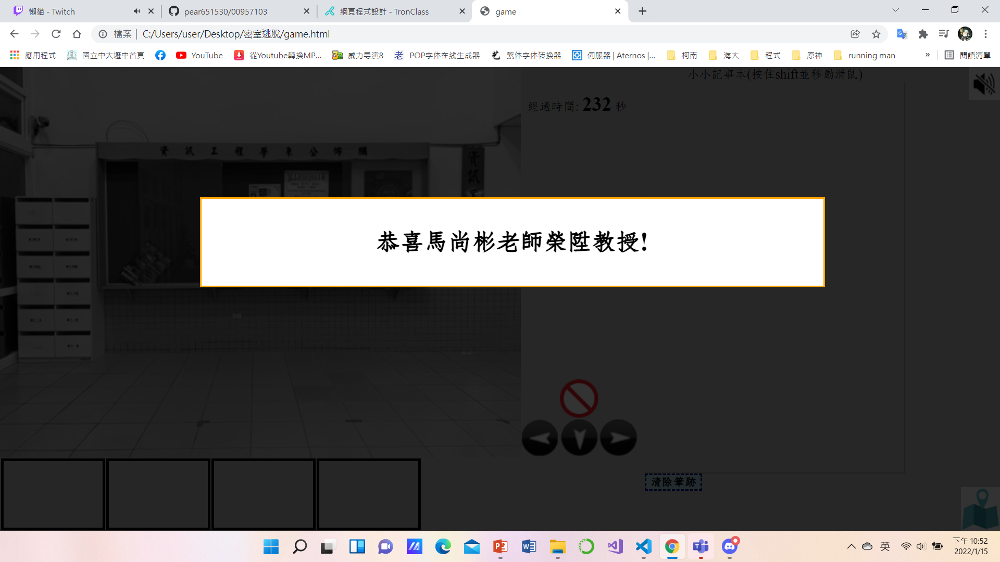 懶貓 - Twitch
pear651530/00957103
網頁程式設計 - TronClass
game
檔案
C:/Users/user/Desktop/密室逃脫/game.html
應用程式
國立中大壢中首頁
YouTube
從Youtube轉換MP...
威力导演8
老
POP字体在线生成器
繁体字体转换器
伺服器 | Aternos |...
柯南
海大
程式
原神
running man
»
閱讀清單
小小記事本(按住shift並移動滑鼠)
經過時間: 232 秒
資訊工程學系公佈欄
資訊工
恭喜馬尚彬老師榮陞教授!
清除筆跡
英
下午 10:52
2022/1/15